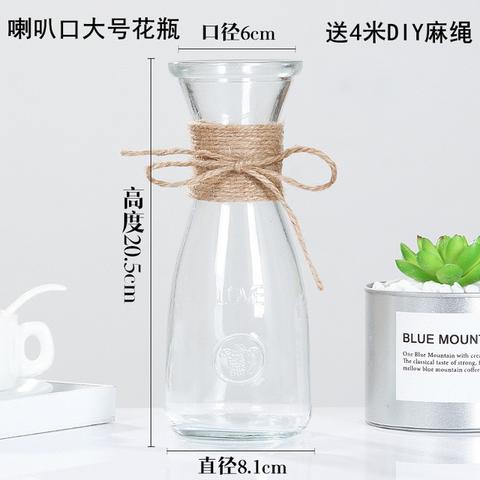 喇叭口大号花瓶
口径6cm
送4米DIY麻绳
高度20.5cm
LOVE
BLUE MOUNT
One Blue Mountain with crea
The classical taste of strong,
mellow blue mountain coffee
直径8.1cm